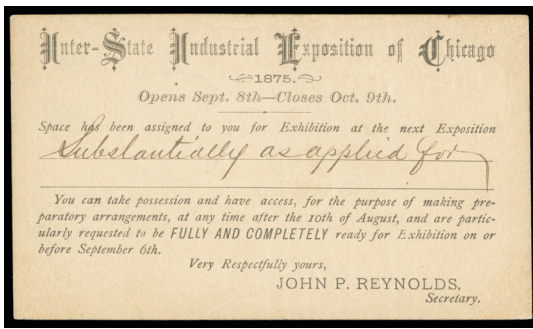 Inter-State Industrial Exposition of Chicago
1875.
Opens Sept. 8th—Closes Oct. 9th.
Space has been assigned to you for Exhibition at the next Exposition
Substantially as applied for
You can take possession and have access, for the purpose of making pre-
paratory arrangements, at any time after the 10th of August, and are partic-
ularly requested to be FULLY AND COMPLETELY ready for Exhibition on or
before September 6th.
Very Respectfully yours,
JOHN P. REYNOLDS,
Secretary.